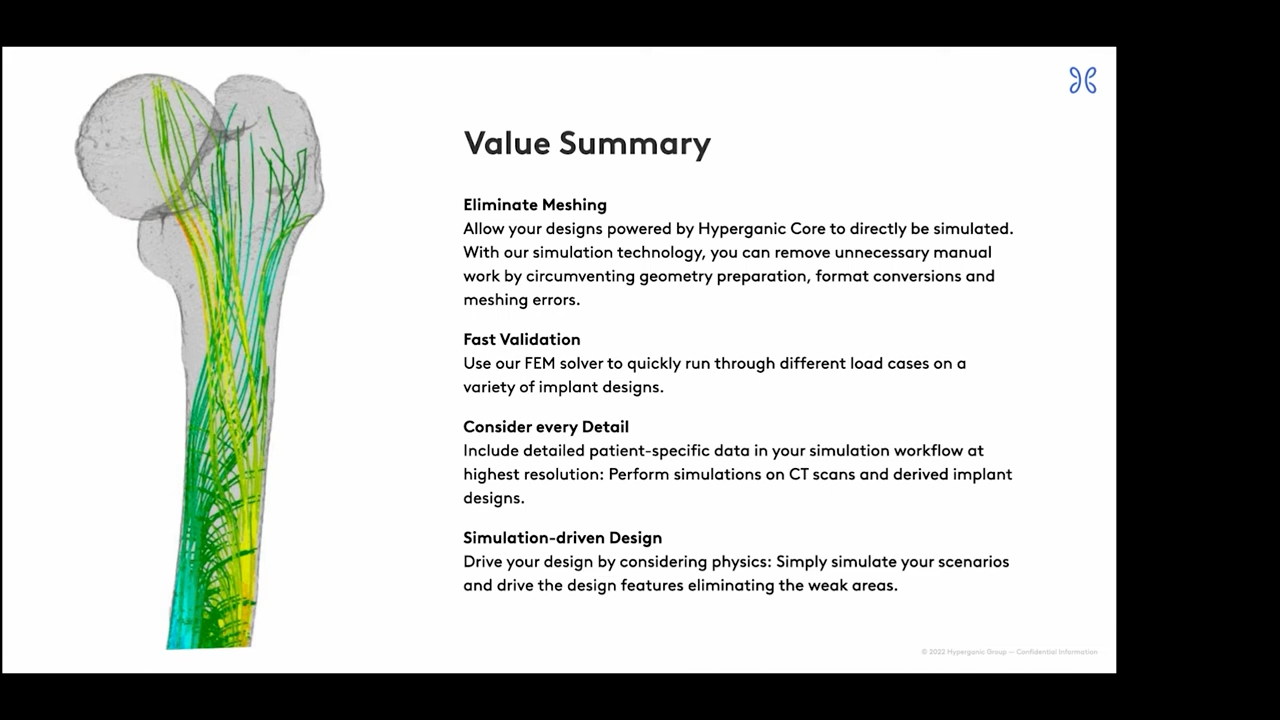 Value Summary
Eliminate Meshing
Allow your designs powered by Hyperganic Core to directly be simulated.
With our simulation technology, you can remove unnecessary manual
work by circumventing geometry preparation, format conversions and
meshing errors.
Fast Validation
Use our FEM solver to quickly run through different load cases on a
variety of implant designs.
Consider every Detail
Include detailed patient-specific data in your simulation workflow at
highest resolution: Perform simulations on CT scans and derived implant
designs.
Simulation-driven Design
Drive your design by considering physics: Simply simulate your scenarios
and drive the design features eliminating the weak areas.
© 2022 Hyperganic Group — Confidential Information